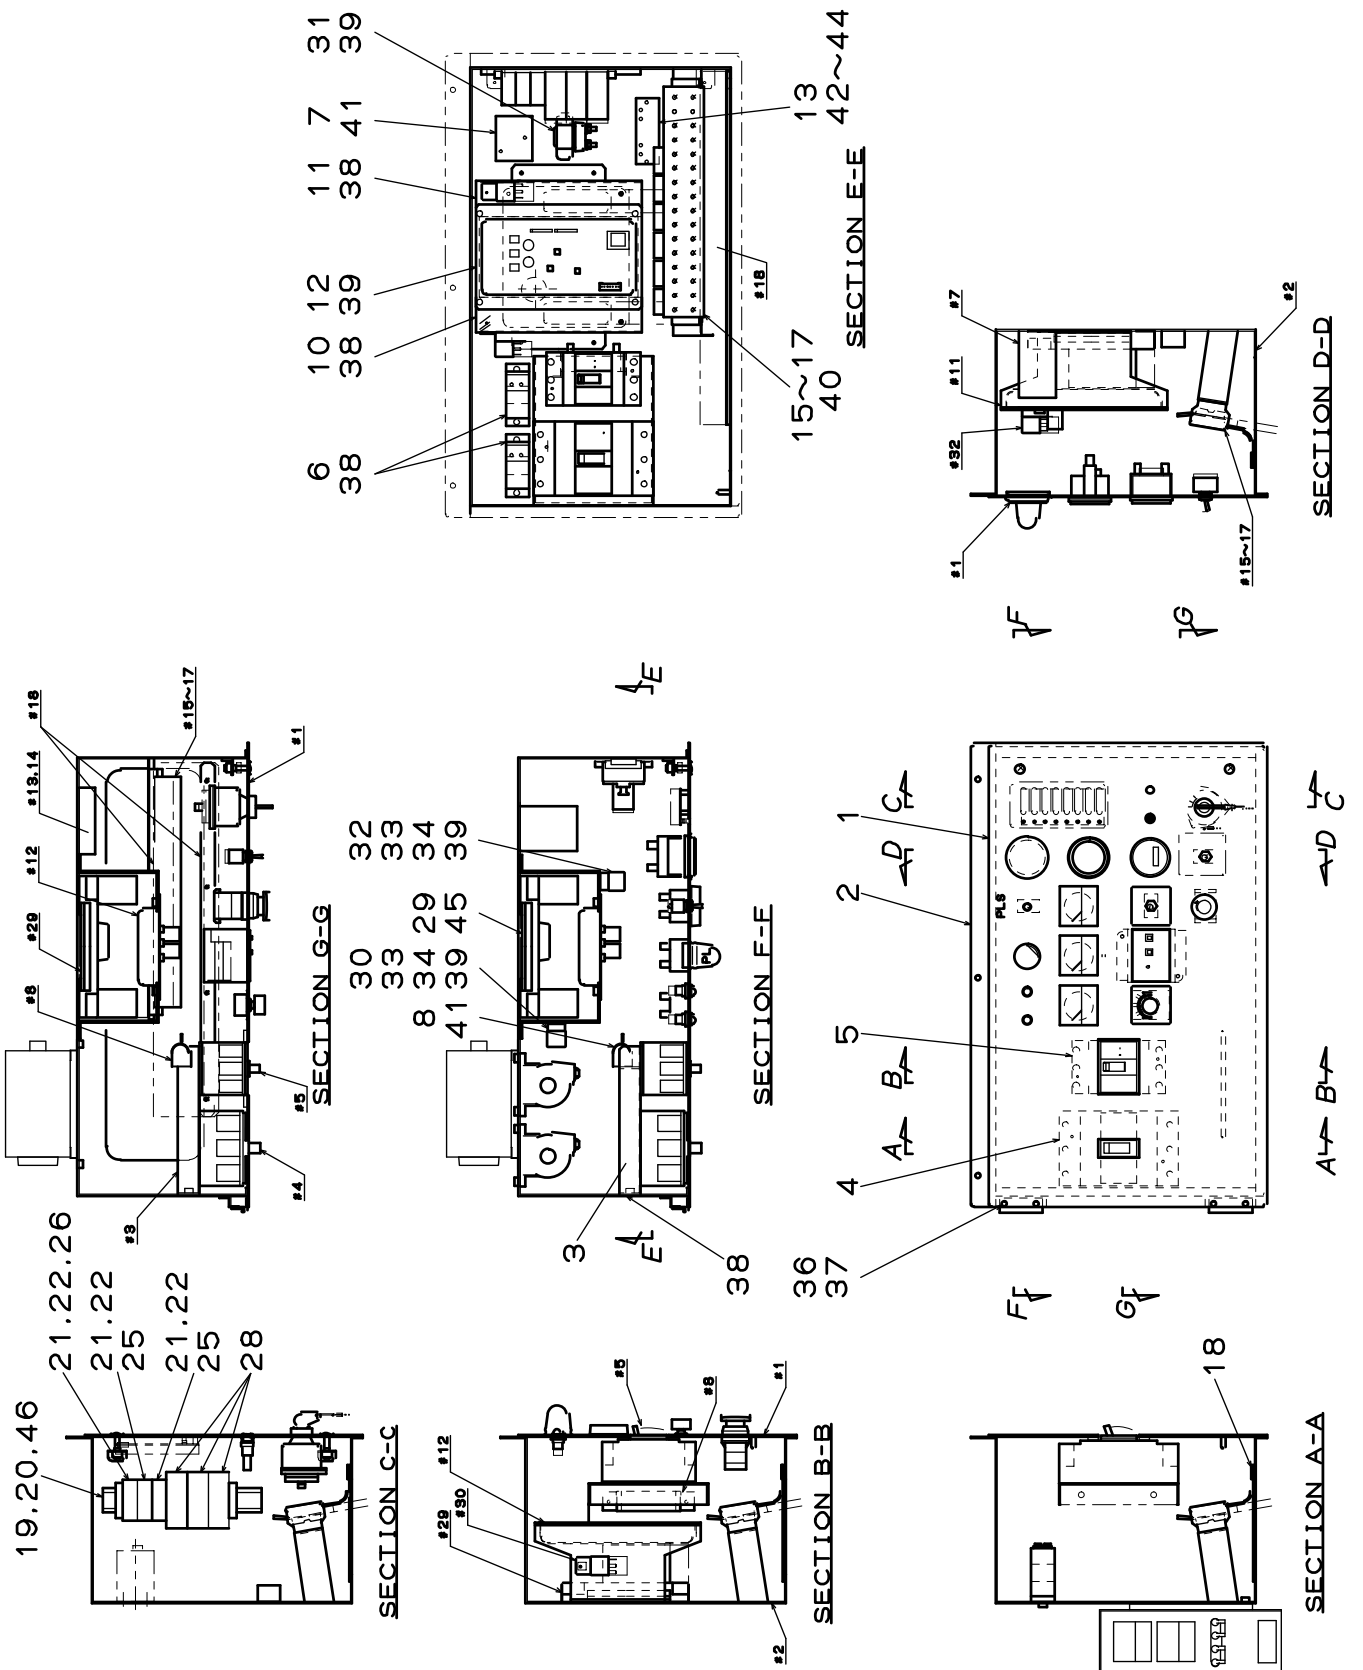 19,20,46
21,22,26
21,22
25
21,22
25
28
SECTION C-C
#12
#30
#29
#2
#5
#8
#1
SECTION B-B
18
SECTION A-A
#18
#13,14
#12
#29
#8
#3
#4
#5
#15~17
#1
SECTION G-G
32
33
34
39
30
33
34
39
29
45
8
41
3
38
E
E
PL
SECTION F-F
1
2
5
4
36
37
PLS
A
B
D
C
A
B
D
C
F
G
F
G
31
39
7
41
11
38
12
39
10
38
6
38
13
42~44
15~17
40
#18
SECTION E-E
#7
#11
#32
#1
#2
#15~17
SECTION D-D